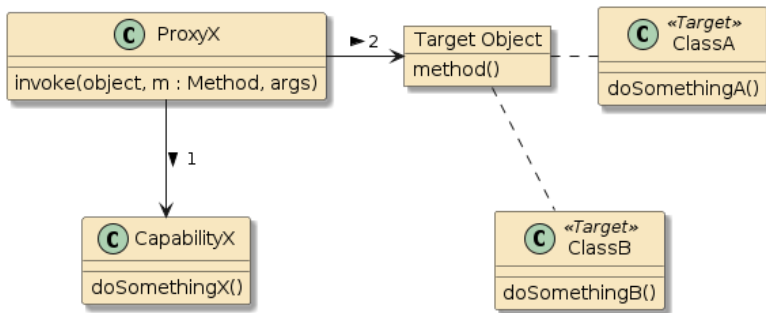 C ProxyX
invoke(object, m : Method, args)
2
Target Object
method()
C «Target»
ClassA
doSomethingA()
1
C CapabilityX
doSomethingX()
C «Target»
ClassB
doSomethingB()